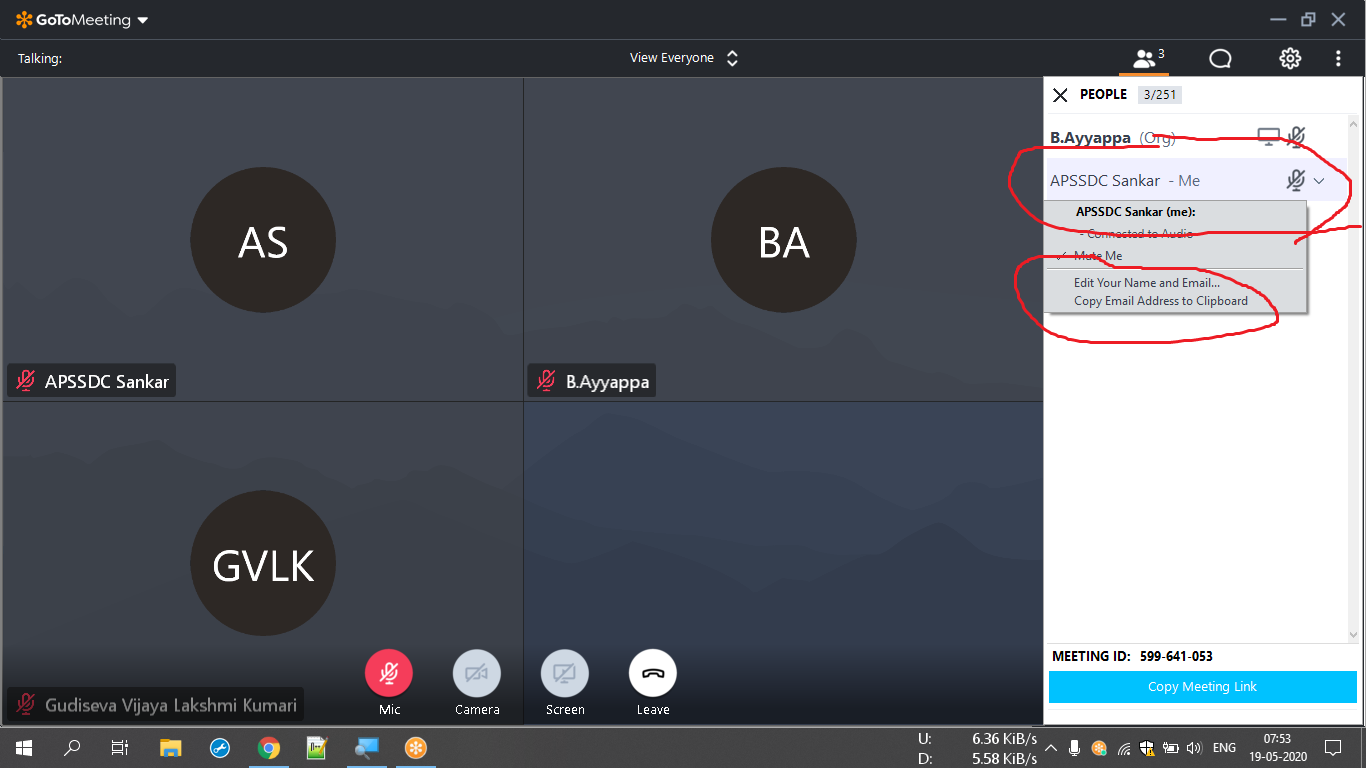 GoToMeeting
Talking:
View Everyone
3
PEOPLE 3/251
B.Ayyappa (Org)
APSSDC Sankar - Me
APSSDC Sankar (me):
- Connected to Audio
Mute Me
Edit Your Name and Email...
Copy Email Address to Clipboard
AS
APSSDC Sankar
BA
B.Ayyappa
GVLK
Gudiseva Vijaya Lakshmi Kumari
Mic
Camera
Screen
Leave
MEETING ID: 599-641-053
Copy Meeting Link
U: 6.36 KiB/s
D: 5.58 KiB/s
ENG
07:53
19-05-2020